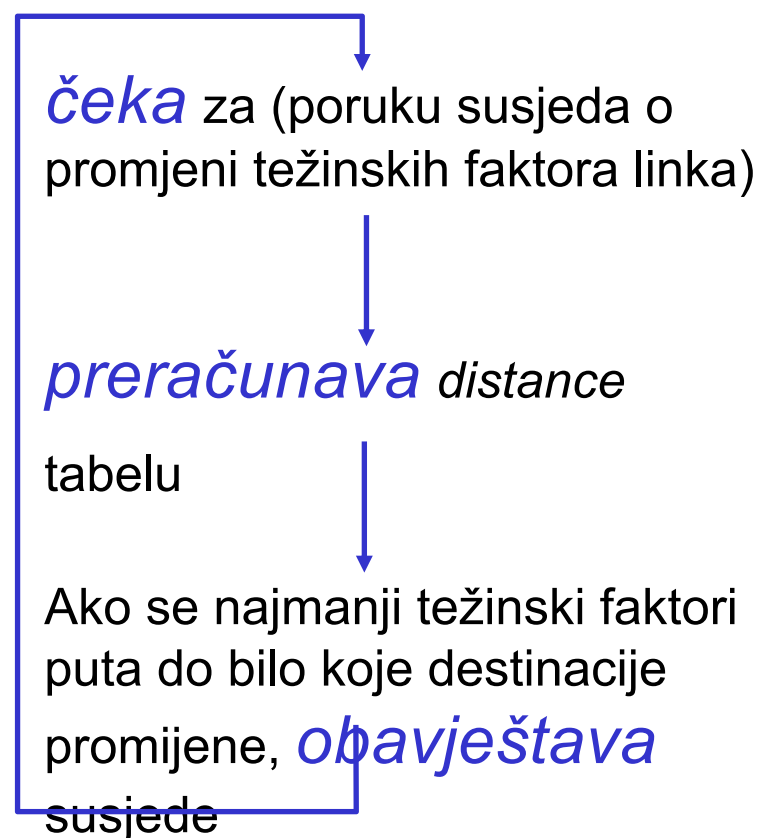 čeka za (poruku susjeda o
promjeni težinskih faktora linka)
preračunava distance
tabelu
Ako se najmanji težinski faktori
puta do bilo koje destinacije
promijene, obavještava
susjede